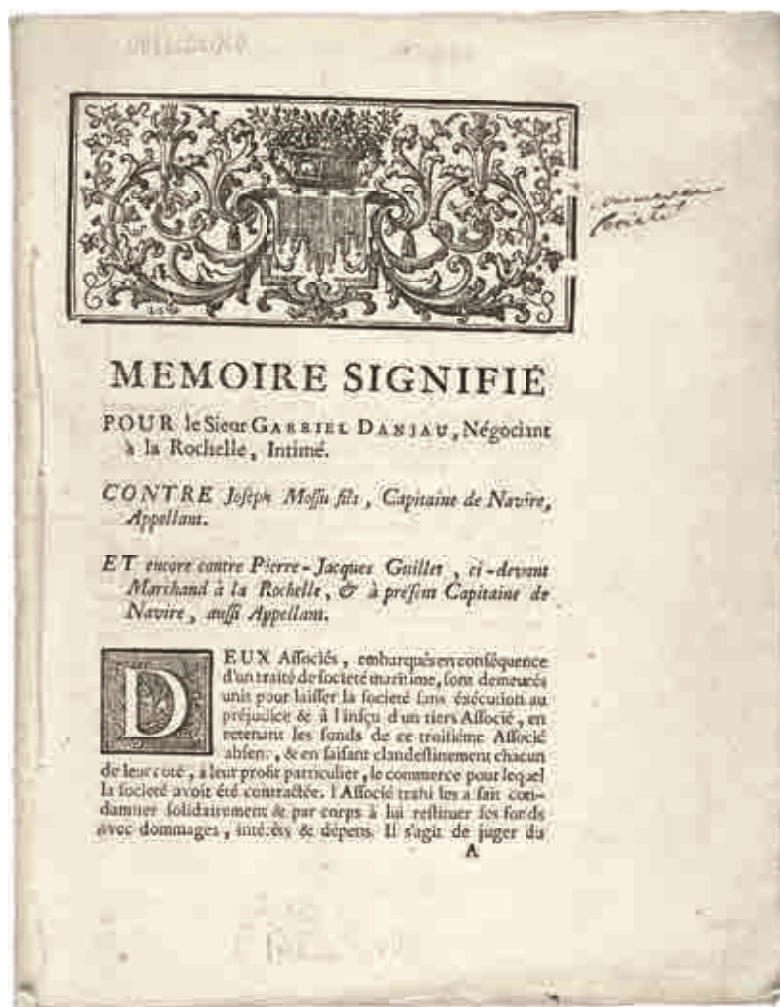 MEMOIRE SIGNIFIÉ
POUR le Sieur GABRIEL DANJAU, Négociant
à la Rochelle, Intimé.
CONTRE Joseph Mossu fils, Capitaine de Navire,
Appellant.
ET encore contre Pierre-Jacques Guillet, ci-devant
Marchand à la Rochelle, & à présent Capitaine de
Navire, aussi Appellant.
DEUX Associés, embarqués en conséquence
d'un traité de societé maritime, sont demeurés
unis pour laisser la societé sans éxécution au
préjudice & à l'insçu d'un tiers Associé, en
retenant les fonds de ce troisiéme Associé
absent, & en faisant clandestinement chacun
de leur côté, à leur profit particulier, le commerce pour lequel
la societé avoit été contractée. l'Associé trahi les a fait con-
damner solidairement & par corps à lui restituer ses fonds
avec dommages, intérêts & dépens. Il s'agit de juger du
A